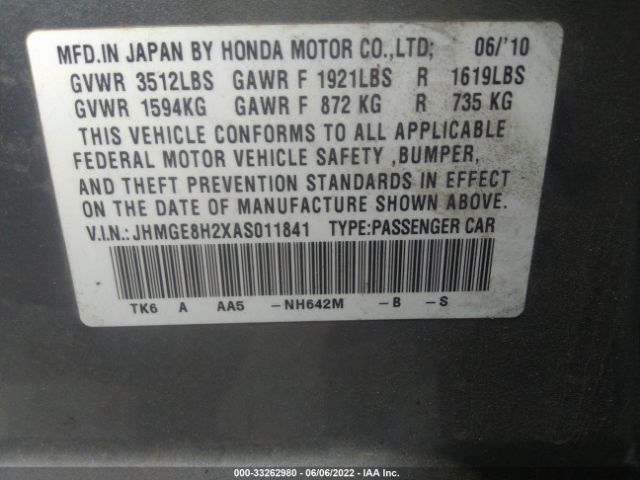 MFD.IN JAPAN BY HONDA MOTOR CO.,LTD; 06/'10
GVWR 3512LBS GAWR F 1921LBS R 1619LBS
GVWR 1594KG GAWR F 872 KG R 735 KG
THIS VEHICLE CONFORMS TO ALL APPLICABLE
FEDERAL MOTOR VEHICLE SAFETY ,BUMPER,
AND THEFT PREVENTION STANDARDS IN EFFECT
ON THE DATE OF MANUFACTURE SHOWN ABOVE.
V.I.N.:JHMGE8H2XAS011841 TYPE:PASSENGER CAR
TK6 A AA5 -NH642M -B -S
000-33262980 - 06/06/2022 - IAA Inc.